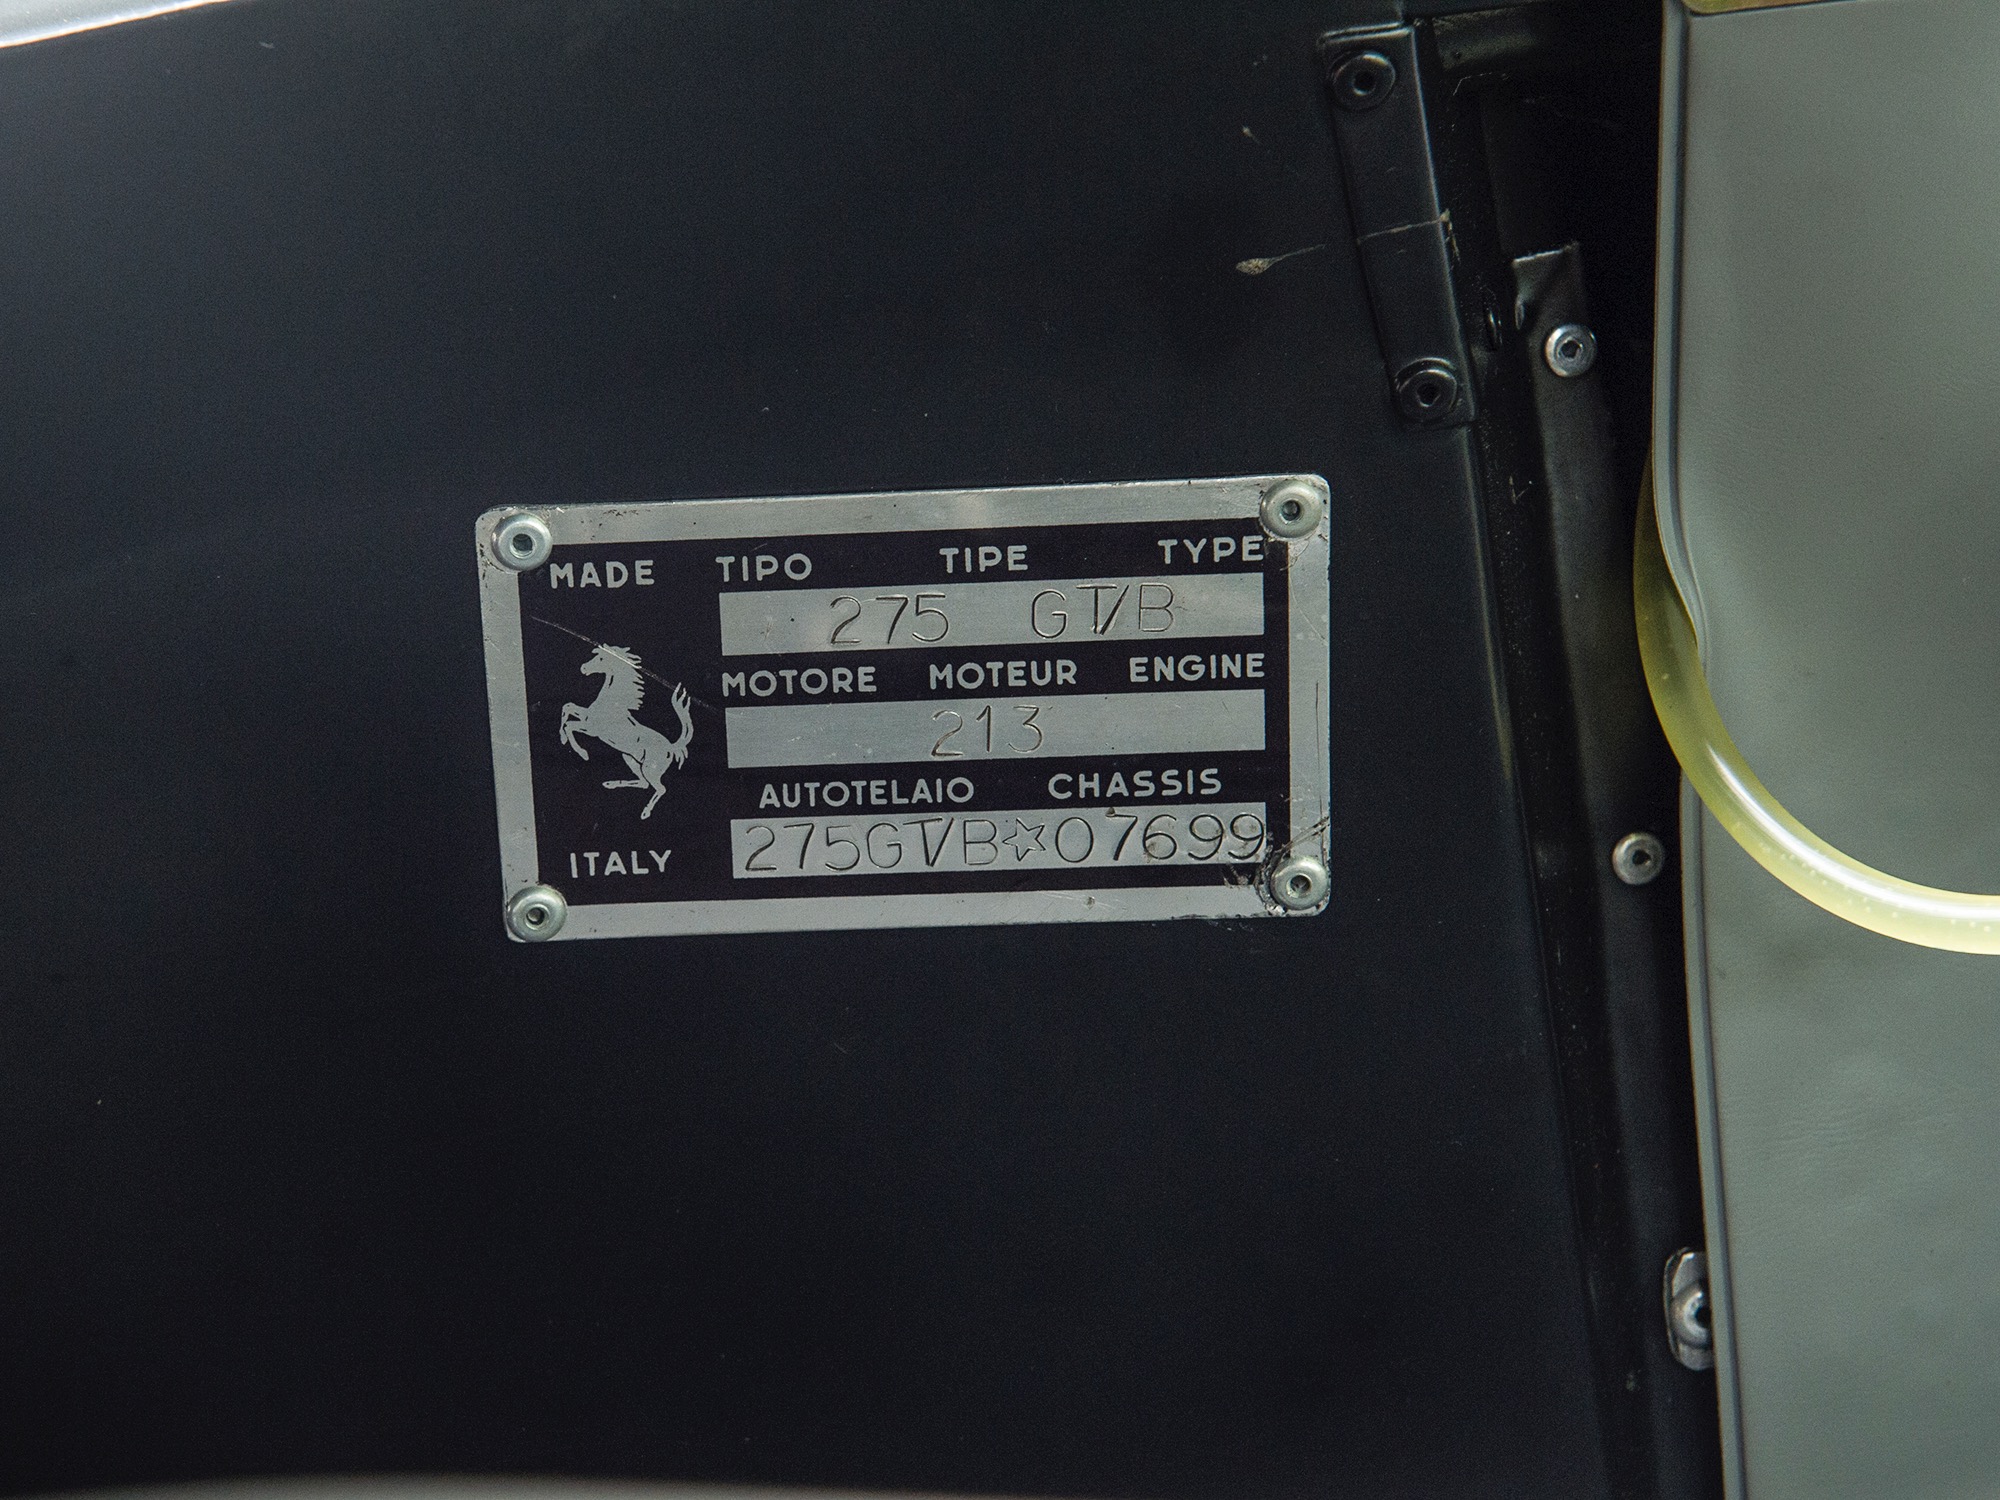 MADE TIPO TIPE TYPE
275 GT/B
MOTORE MOTEUR ENGINE
213
AUTOTELAIO CHASSIS
ITALY 275GT/B☆07699